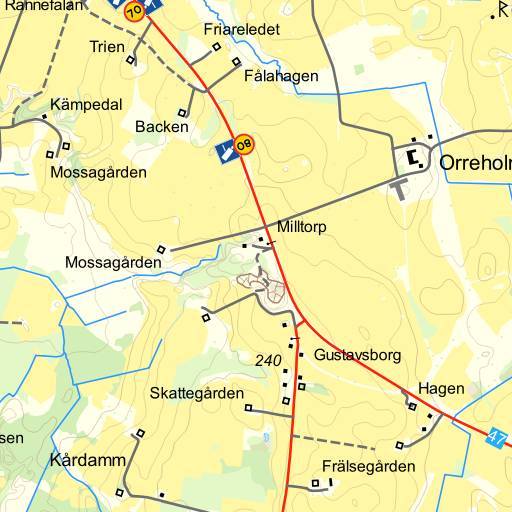 Rannefalan
70
Friareledet
Trien
Fålahagen
Kämpedal
Backen
80
Mossagården
Orreholm
Milltorp
Mossagården
240
Gustavsborg
Skattegården
Hagen
47
Kårdamm
Frälsegården